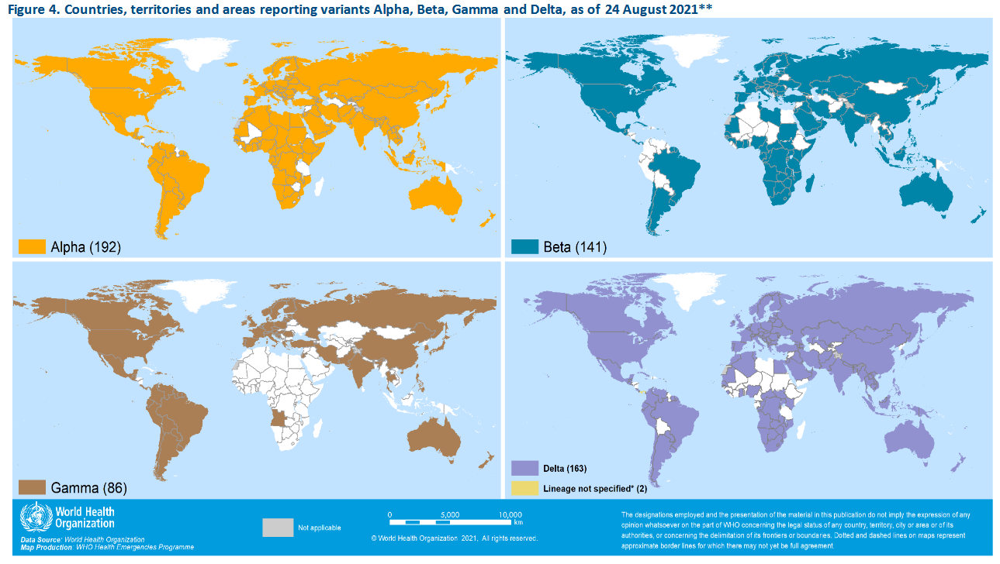 Figure 4. Countries, territories and areas reporting variants Alpha, Beta, Gamma and Delta, as of 24 August 2021**
Alpha (192)
Beta (141)
Gamma (86)
Delta (163)
Lineage not specified* (2)
World Health
Organization
Data Source: World Health Organization
Map Production: WHO Health Emergencies Programme
Not applicable
0 5,000 10,000
km
© World Health Organization 2021. All rights reserved.
The designations employed and the presentation of the material in this publication do not imply the expression of any
opinion whatsoever on the part of WHO concerning the legal status of any country, territory, city or area or of its
authorities, or concerning the delimitation of its frontiers or boundaries. Dotted and dashed lines on maps represent
approximate border lines for which there may not yet be full agreement.